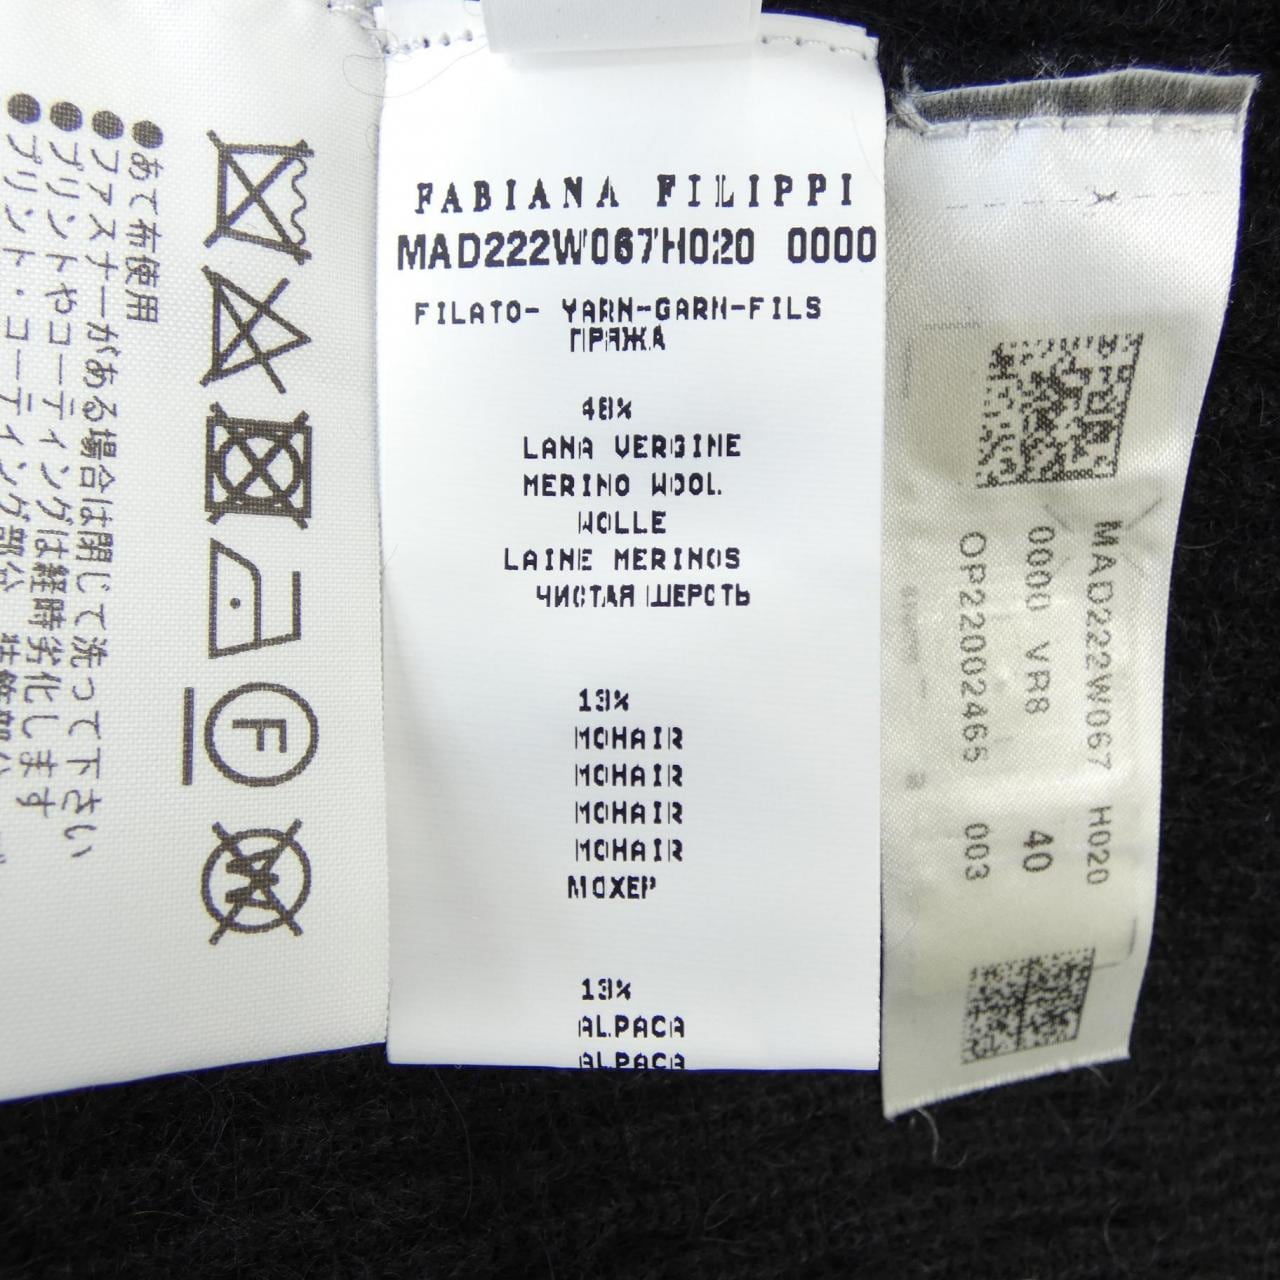 ●あて布使用
●ファスナーがある場合は閉じて洗って下さい
●プリントやコーティングは経時劣化します
●プリント・コーティング部分
F
W
FABIANA FILIPPI
MAD222W067H020 0000
FILATO- YARN-GARN-FILS
ПРЯЖА
48%
LANA VERGINE
MERINO WOOL
WOLLE
LAINE MERINOS
ЧИСТАЯ ШЕРСТЬ
13%
MOHAIR
MOHAIR
MOHAIR
MOHAIR
МОХЕР
13%
ALPACA
ALPACA
MAD222W067 H020
0000 VR8 40
OP2200246 003